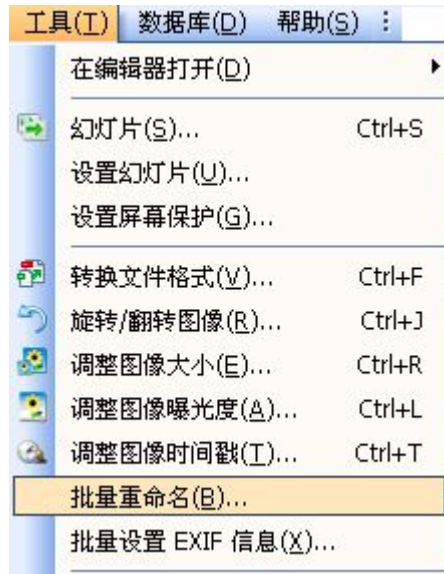 工具(T) 数据库(D) 帮助(S)
在编辑器打开(D)
幻灯片(S)... Ctrl+S
设置幻灯片(U)...
设置屏幕保护(G)...
转换文件格式(V)... Ctrl+F
旋转/翻转图像(R)... Ctrl+J
调整图像大小(E)... Ctrl+R
调整图像曝光度(A)... Ctrl+L
调整图像时间戳(T)... Ctrl+T
批量重命名(B)...
批量设置 EXIF 信息(X)...